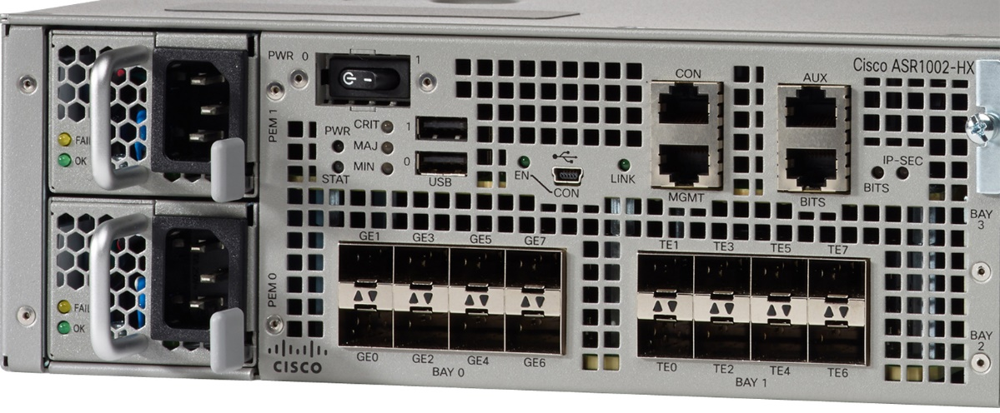 PWR 0 1
Cisco ASR1002-HX
CON
AUX
PEM 1
CRIT 1
PWR
MAJ
MIN 0
STAT
USB
EN
CON
LINK
MGMT
BITS
IP-SEC
BITS
FAIL
OK
BAY
3
GE1 GE3 GE5 GE7
TE1 TE3 TE5 TE7
PEM 0
FAIL
OK
CISCO
GE0 GE2 GE4 GE6
BAY 0
TE0 TE2 TE4 TE6
BAY 1
BAY
2